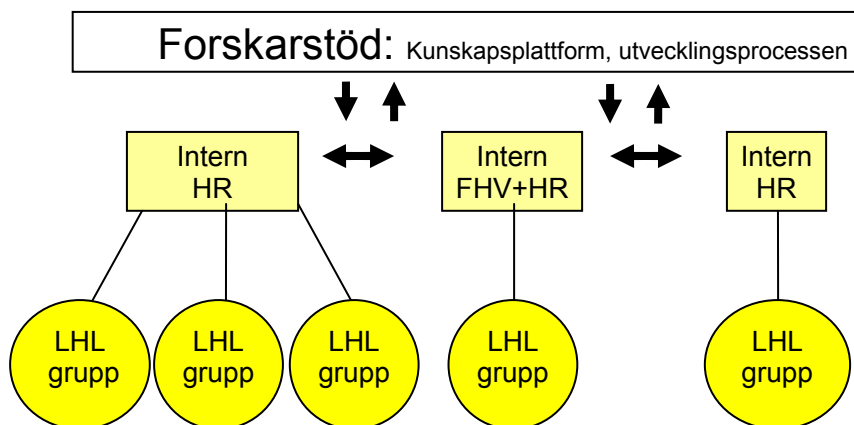 Forskarstöd: Kunskapsplattform, utvecklingsprocessen
Intern
HR
Intern
FHV+HR
Intern
HR
LHL
grupp
LHL
grupp
LHL
grupp
LHL
grupp
LHL
grupp